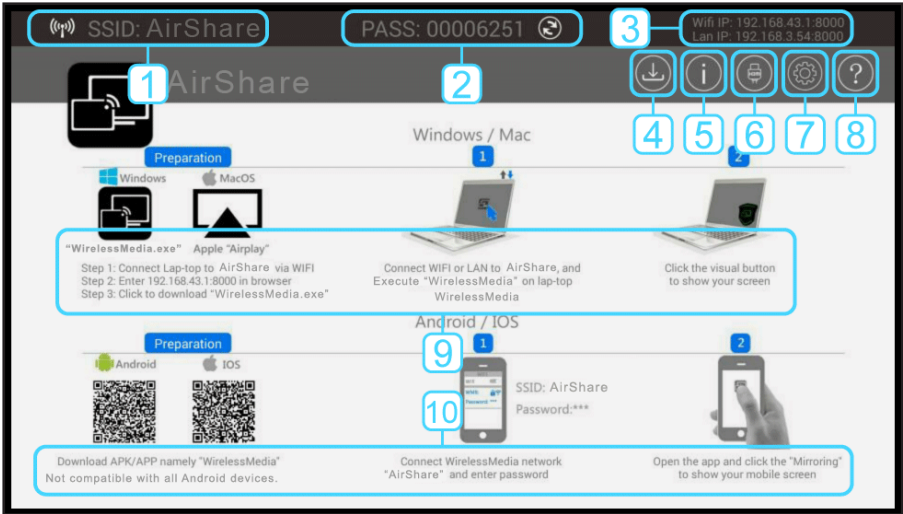 SSID: AirShare
PASS: 00006251
Wifi IP: 192.168.43.1:8000
Lan IP: 192.168.3.54:8000
1
2
3
AirShare
4
5
6
7
8
Windows / Mac
Preparation
1
2
Windows
MacOS
"WirelessMedia.exe"
Apple "Airplay"
Step 1: Connect Lap-top to AirShare via WIFI
Step 2: Enter 192.168.43.1:8000 in browser
Step 3: Click to download "WirelessMedia.exe"
Connect WIFI or LAN to AirShare, and
Execute "WirelessMedia" on lap-top
WirelessMedia
Click the visual button
to show your screen
Android / IOS
9
Preparation
1
2
Android
IOS
10
SSID: AirShare
Password:***
Download APK/APP namely "WirelessMedia"
Not compatible with all Android devices.
Connect WirelessMedia network
"AirShare" and enter password
Open the app and click the "Mirroring"
to show your mobile screen